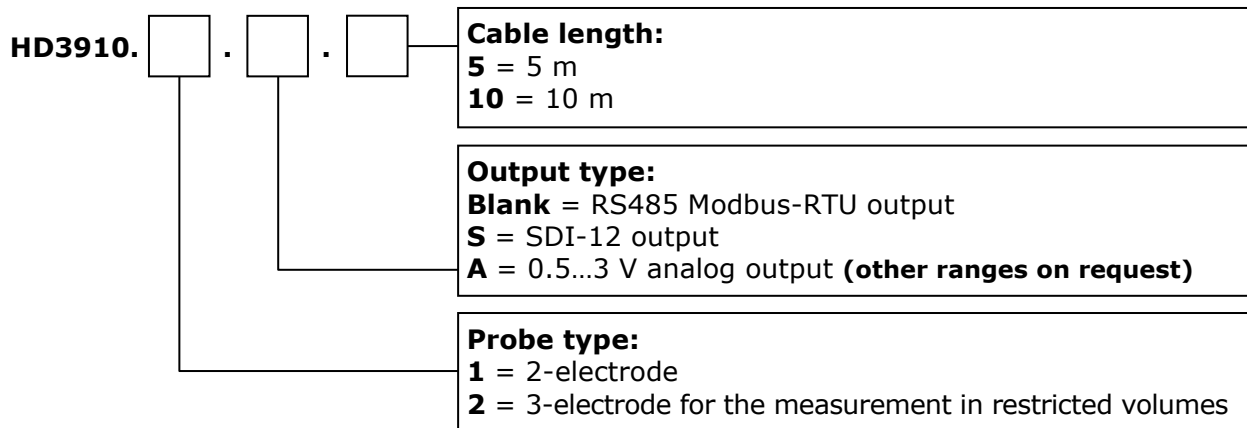 HD3910. . .
Cable length:
5 = 5 m
10 = 10 m
Output type:
Blank = RS485 Modbus-RTU output
S = SDI-12 output
A = 0.5…3 V analog output (other ranges on request)
Probe type:
1 = 2-electrode
2 = 3-electrode for the measurement in restricted volumes